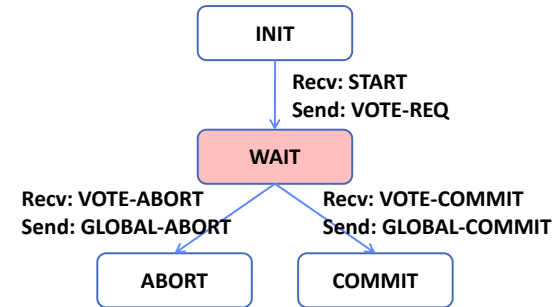 INIT
Recv: START
Send: VOTE-REQ
WAIT
Recv: VOTE-ABORT
Send: GLOBAL-ABORT
Recv: VOTE-COMMIT
Send: GLOBAL-COMMIT
ABORT
COMMIT